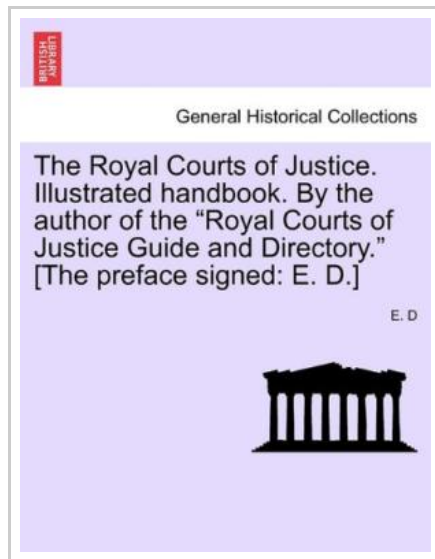 BRITISH
LIBRARY
General Historical Collections
The Royal Courts of Justice.
Illustrated handbook. By the
author of the “Royal Courts of
Justice Guide and Directory.”
[The preface signed: E. D.]
E. D